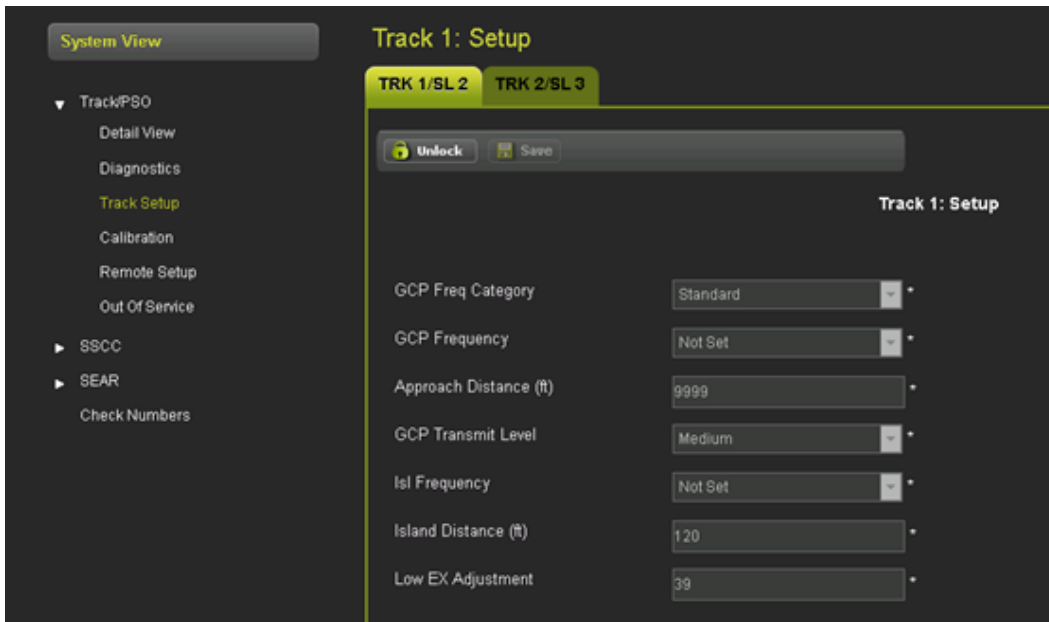 System View
Track/PSO
Detail View
Diagnostics
Track Setup
Calibration
Remote Setup
Out Of Service
SSCC
SEAR
Check Numbers
Track 1: Setup
TRK 1/SL 2 TRK 2/SL 3
Unlock Save
Track 1: Setup
GCP Freq Category Standard *
GCP Frequency Not Set *
Approach Distance (ft) 9999 *
GCP Transmit Level Medium *
Isl Frequency Not Set *
Island Distance (ft) 120 *
Low EX Adjustment 39 *